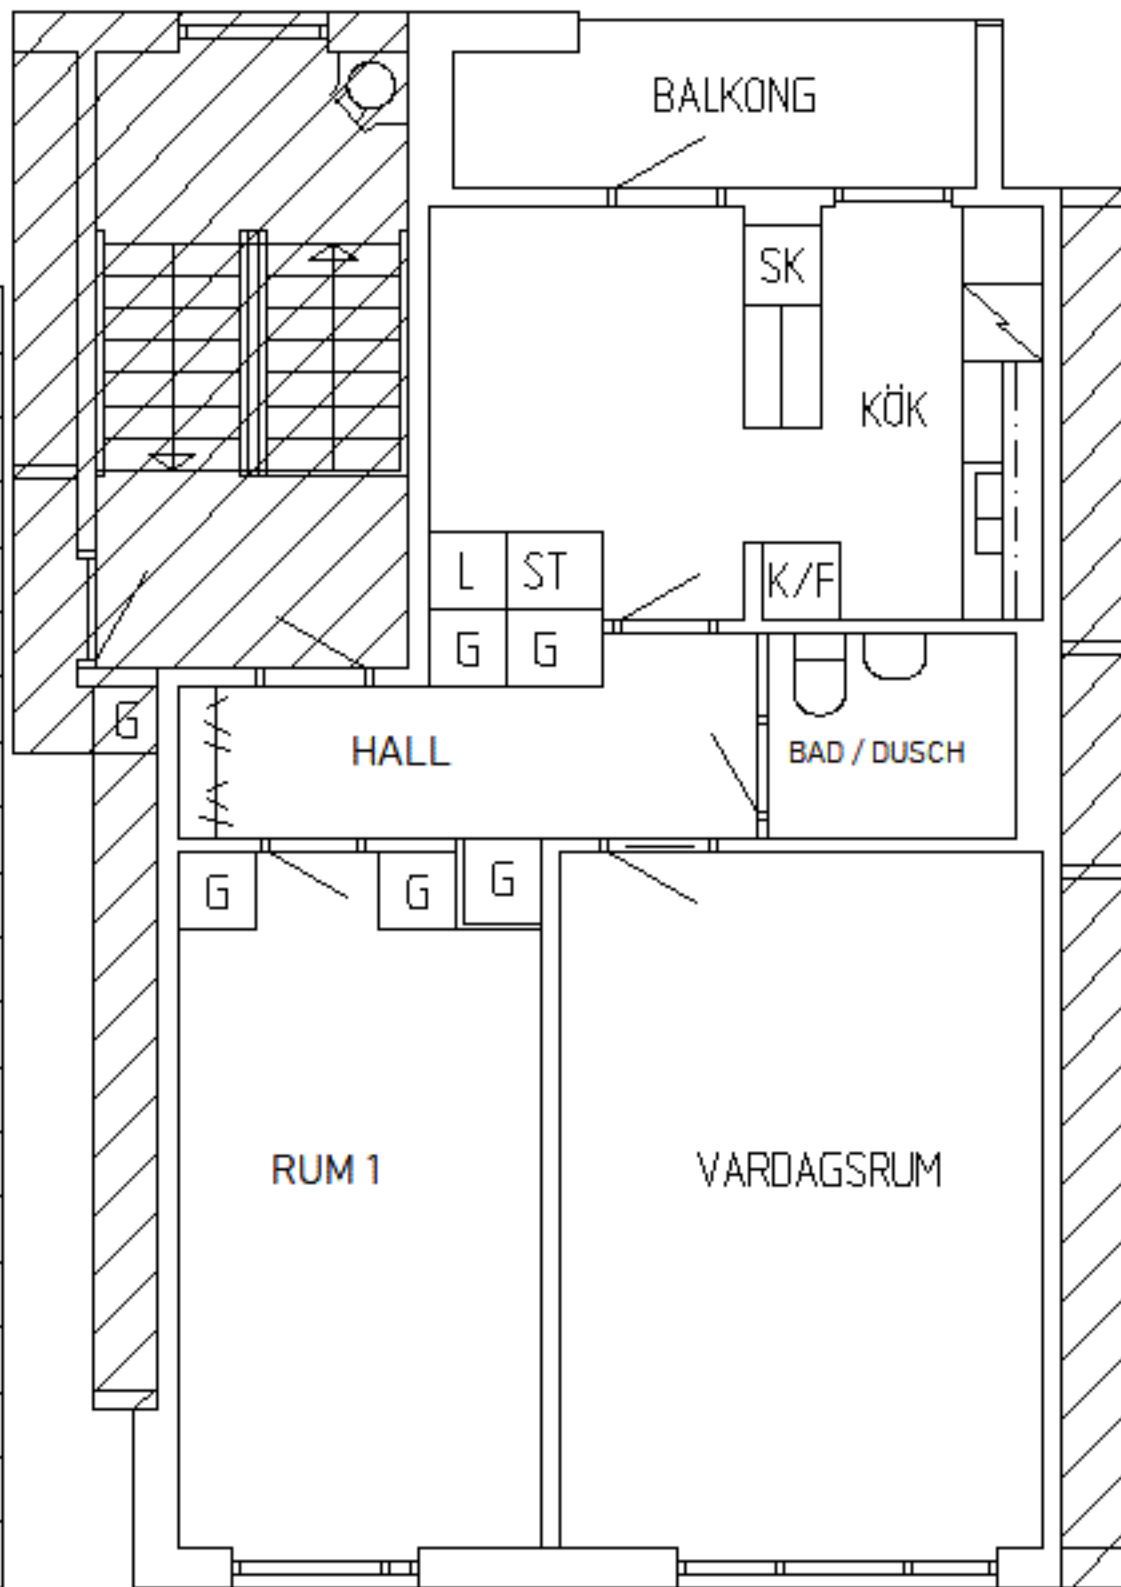 BALKONG
SK
KÖK
L
ST
K/F
G
G
G
HALL
BAD / DUSCH
G
G
G
RUM 1
VARDAGSRUM